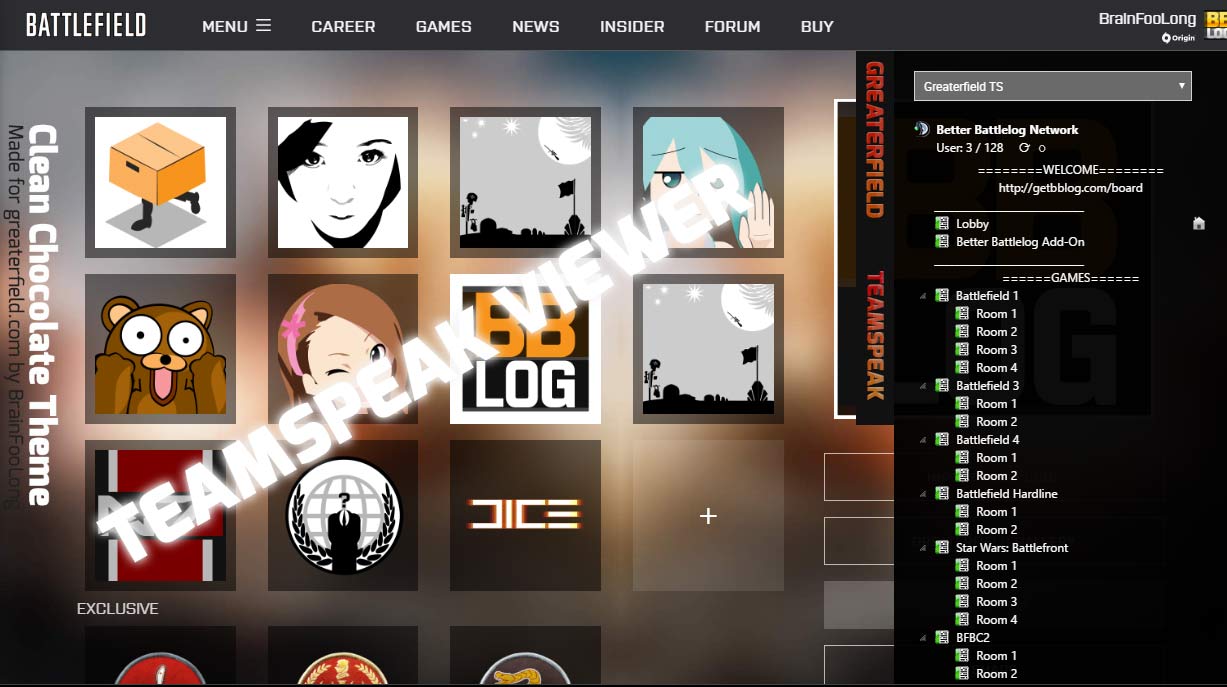 BATTLEFIELD
MENU
CAREER
GAMES
NEWS
INSIDER
FORUM
BUY
BrainFooLong
Origin
BB
LOG
Clean Chocolate Theme
Made for greaterfield.com by BrainFooLong
TEAMSPEAK VIEWER
BB
LOG
?
DICE
+
EXCLUSIVE
GREATERFIELD
TEAMSPEAK
Greaterfield TS
Better Battlelog Network
User: 3 / 128
========WELCOME========
http://getbblog.com/board
Lobby
Better Battlelog Add-On
======GAMES======
Battlefield 1
Room 1
Room 2
Room 3
Room 4
Battlefield 3
Room 1
Room 2
Battlefield 4
Room 1
Room 2
Battlefield Hardline
Room 1
Room 2
Star Wars: Battlefront
Room 1
Room 2
Room 3
Room 4
BFBC2
Room 1
Room 2